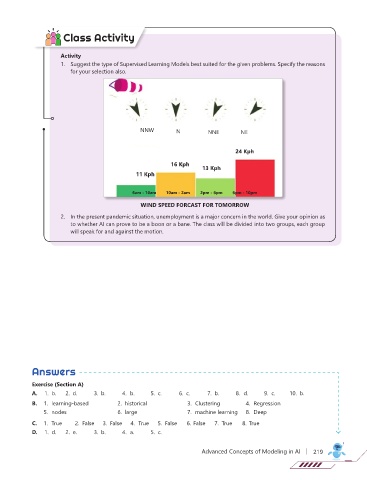 Class Activity
Activity
1. Suggest the type of Supervised Learning Models best suited for the given problems. Specify the reasons
for your selection also.
NNW N NNE NE
24 Kph
16 Kph
13 Kph
11 Kph
6am - 10am 10am - 2am 2pm - 6pm 6pm - 10pm
WIND SPEED FORCAST FOR TOMORROW
2. In the present pandemic situation, unemployment is a major concern in the world. Give your opinion as
to whether AI can prove to be a boon or a bane. The class will be divided into two groups, each group
will speak for and against the motion.
Answers
Exercise (Section A)
A. 1. b. 2. d. 3. b. 4. b. 5. c. 6. c. 7. b. 8. d. 9. c. 10. b.
B. 1. learning-based 2. historical 3. Clustering 4. Regression
5. nodes 6. large 7. machine learning 8. Deep
C. 1. True 2. False 3. False 4. True 5. False 6. False 7. True 8. True
D. 1. d. 2. e. 3. b. 4. a. 5. c.
Advanced Concepts of Modeling in AI 219